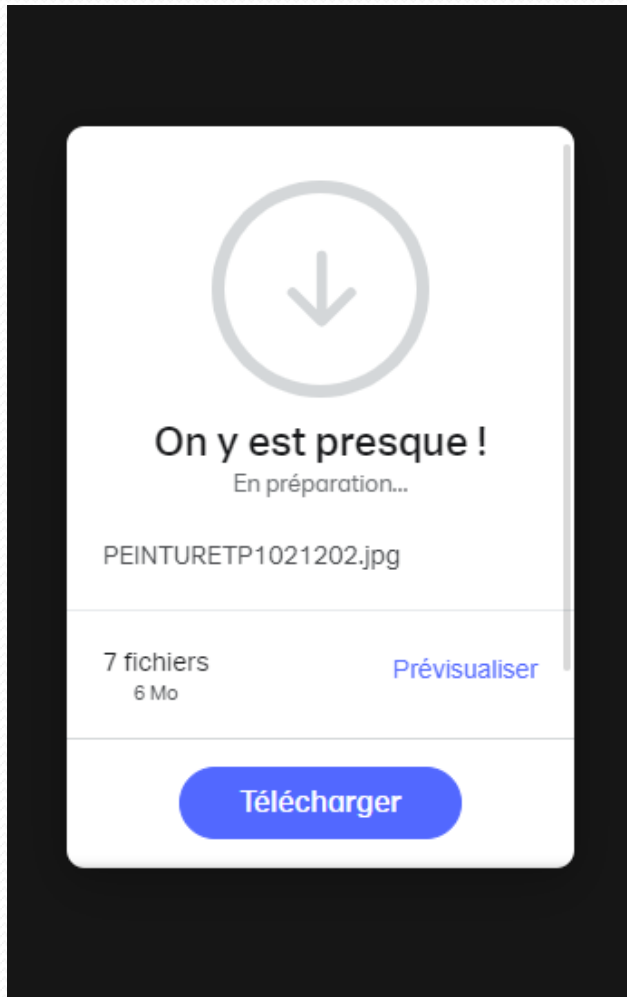 On y est presque !
En préparation...
PEINTURETP1021202.jpg
7 fichiers
Prévisualiser
6 Mo
Télécharger